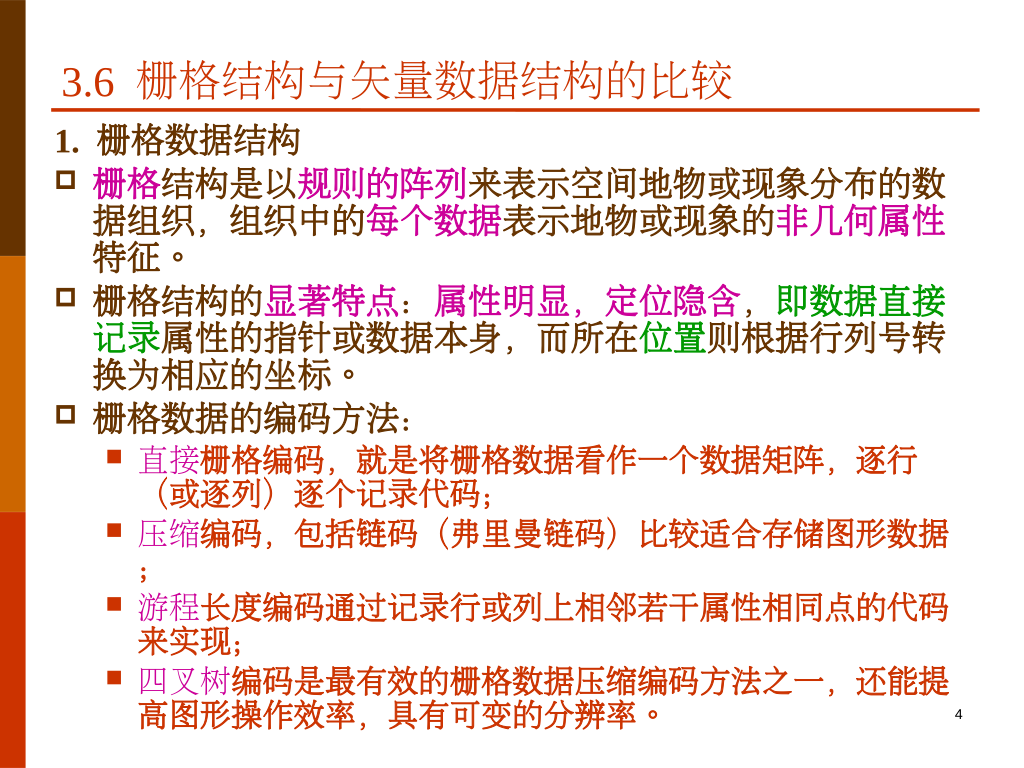 3.6 栅格结构与矢量数据结构的比较
1. 栅格数据结构
栅格结构是以规则的阵列来表示空间地物或现象分布的数
据组织，组织中的每个数据表示地物或现象的非几何属性
特征。
栅格结构的显著特点：属性明显，定位隐含，即数据直接
记录属性的指针或数据本身，而所在位置则根据行列号转
换为相应的坐标。
栅格数据的编码方法：
直接栅格编码，就是将栅格数据看作一个数据矩阵，逐行
（或逐列）逐个记录代码；
压缩编码，包括链码（弗里曼链码）比较适合存储图形数据
；
游程长度编码通过记录行或列上相邻若干属性相同点的代码
来实现；
四叉树编码是最有效的栅格数据压缩编码方法之一，还能提
高图形操作效率，具有可变的分辨率。
4